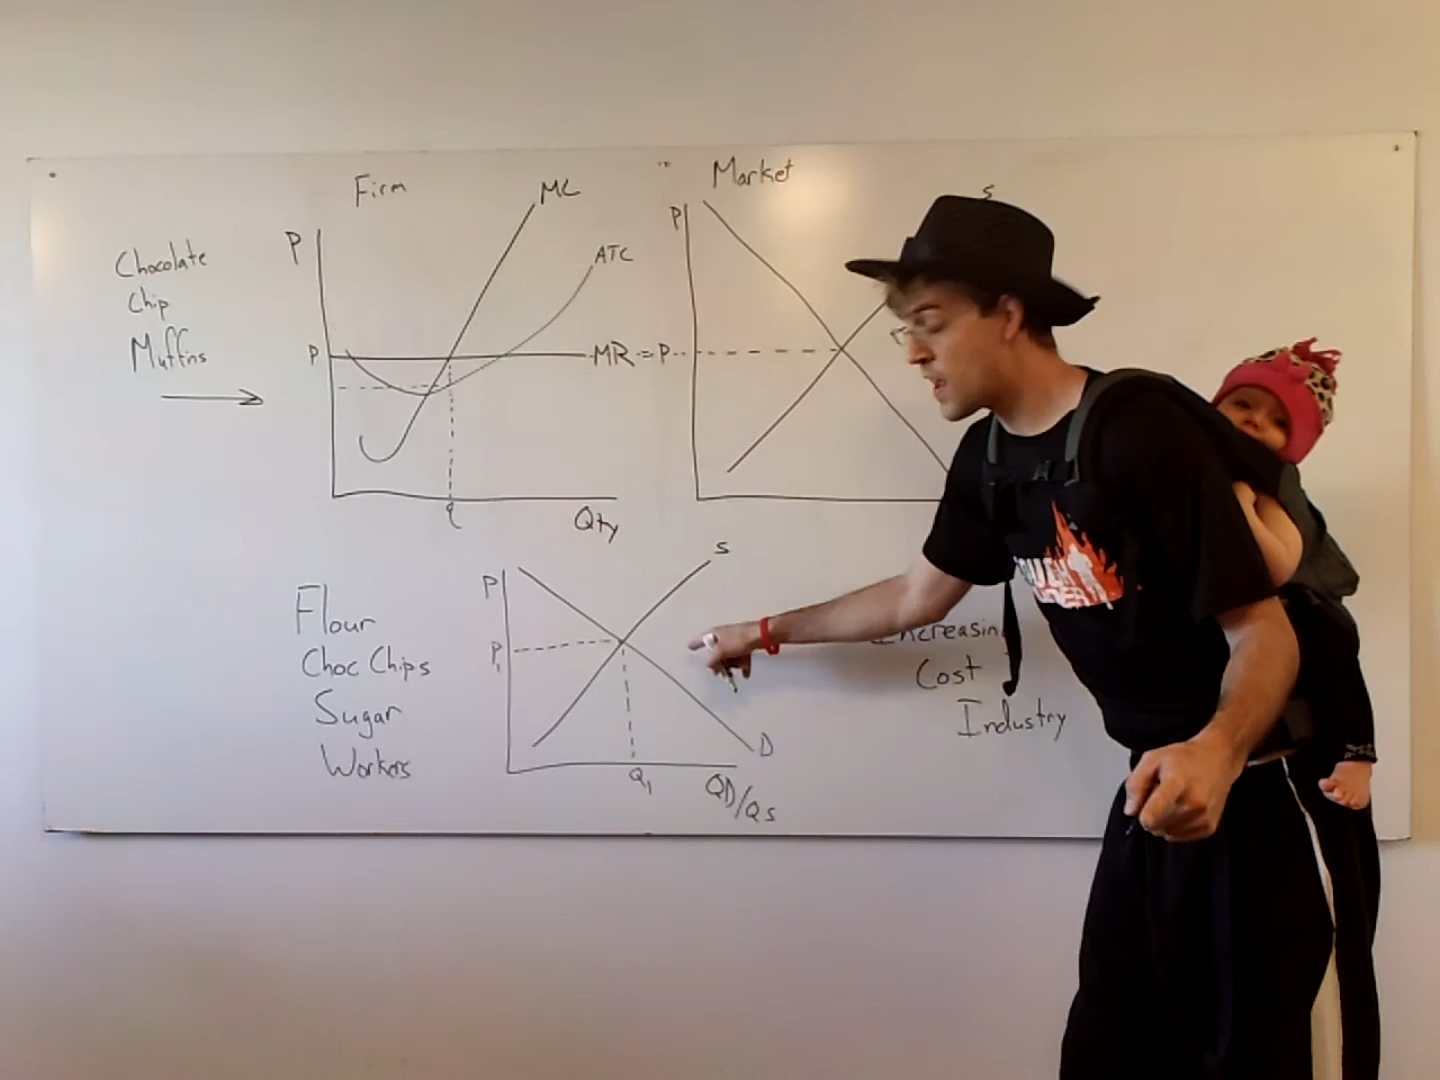 Firm
Market
Chocolate
Chip
Muffins
P
MC
ATC
P
MR = P
q
Qty
P
S
Flour
Choc Chips
Sugar
Workers
P
S
P1
D
Q1
QD/Qs
Increasin
Cost
Industry